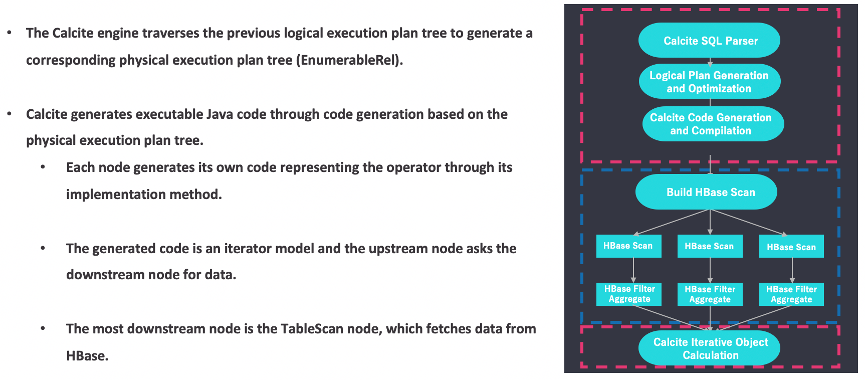 • The Calcite engine traverses the previous logical execution plan tree to generate a
corresponding physical execution plan tree (EnumerableRel).
• Calcite generates executable Java code through code generation based on the
physical execution plan tree.
• Each node generates its own code representing the operator through its
implementation method.
• The generated code is an iterator model and the upstream node asks the
downstream node for data.
• The most downstream node is the TableScan node, which fetches data from
HBase.
Calcite SQL Parser
Logical Plan Generation
and Optimization
Calcite Code Generation
and Compilation
Build HBase Scan
HBase Scan
HBase Scan
HBase Scan
HBase Filter
Aggregate
HBase Filter
Aggregate
HBase Filter
Aggregate
Calcite Iterative Object
Calculation